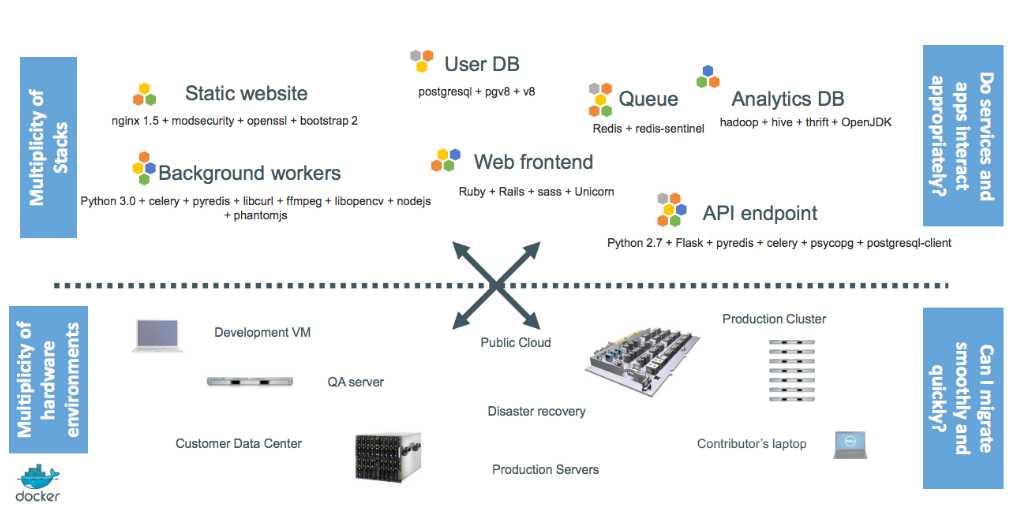 Multiplicity of
Stacks
Static website
nginx 1.5 + modsecurity + openssl + bootstrap 2
User DB
postgresql + pgv8 + v8
Queue
Redis + redis-sentinel
Analytics DB
hadoop + hive + thrift + OpenJDK
Background workers
Python 3.0 + celery + pyredis + libcurl + ffmpeg + libopencv + nodejs
+ phantomjs
Web frontend
Ruby + Rails + sass + Unicorn
API endpoint
Python 2.7 + Flask + pyredis + celery + psycopg + postgresql-client
Do services and
apps interact
appropriately?
Multiplicity of
hardware
environments
Development VM
QA server
Customer Data Center
Public Cloud
Disaster recovery
Production Servers
Production Cluster
Contributor's laptop
DELL
Can I migrate
smoothly and
quickly?
docker